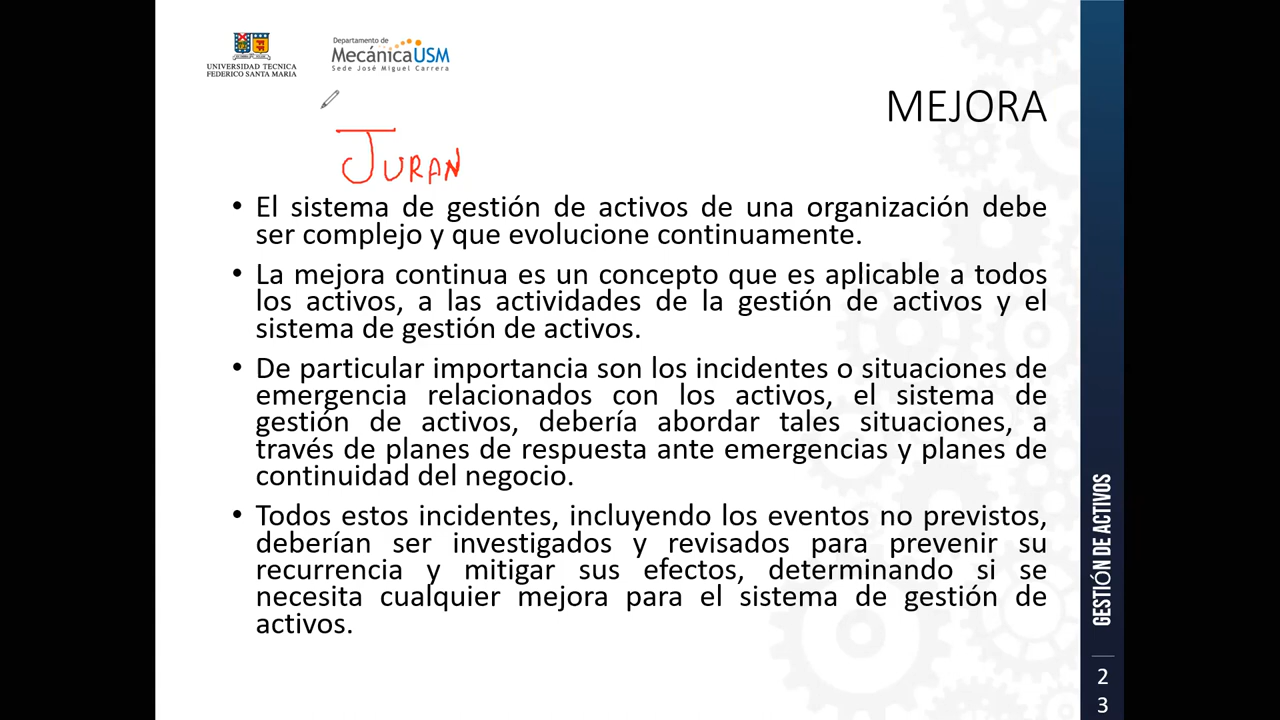 UNIVERSIDAD TECNICA
FEDERICO SANTA MARIA
Departamento de
MecánicaUSM
Sede José Miguel Carrera
MEJORA
JURAN
• El sistema de gestión de activos de una organización debe
ser complejo y que evolucione continuamente.
• La mejora continua es un concepto que es aplicable a todos
los activos, a las actividades de la gestión de activos y el
sistema de gestión de activos.
• De particular importancia son los incidentes o situaciones de
emergencia relacionados con los activos, el sistema de
gestión de activos, debería abordar tales situaciones, a
través de planes de respuesta ante emergencias y planes de
continuidad del negocio.
• Todos estos incidentes, incluyendo los eventos no previstos,
deberían ser investigados y revisados para prevenir su
recurrencia y mitigar sus efectos, determinando si se
necesita cualquier mejora para el sistema de gestión de
activos.
GESTIÓN DE ACTIVOS
2
3